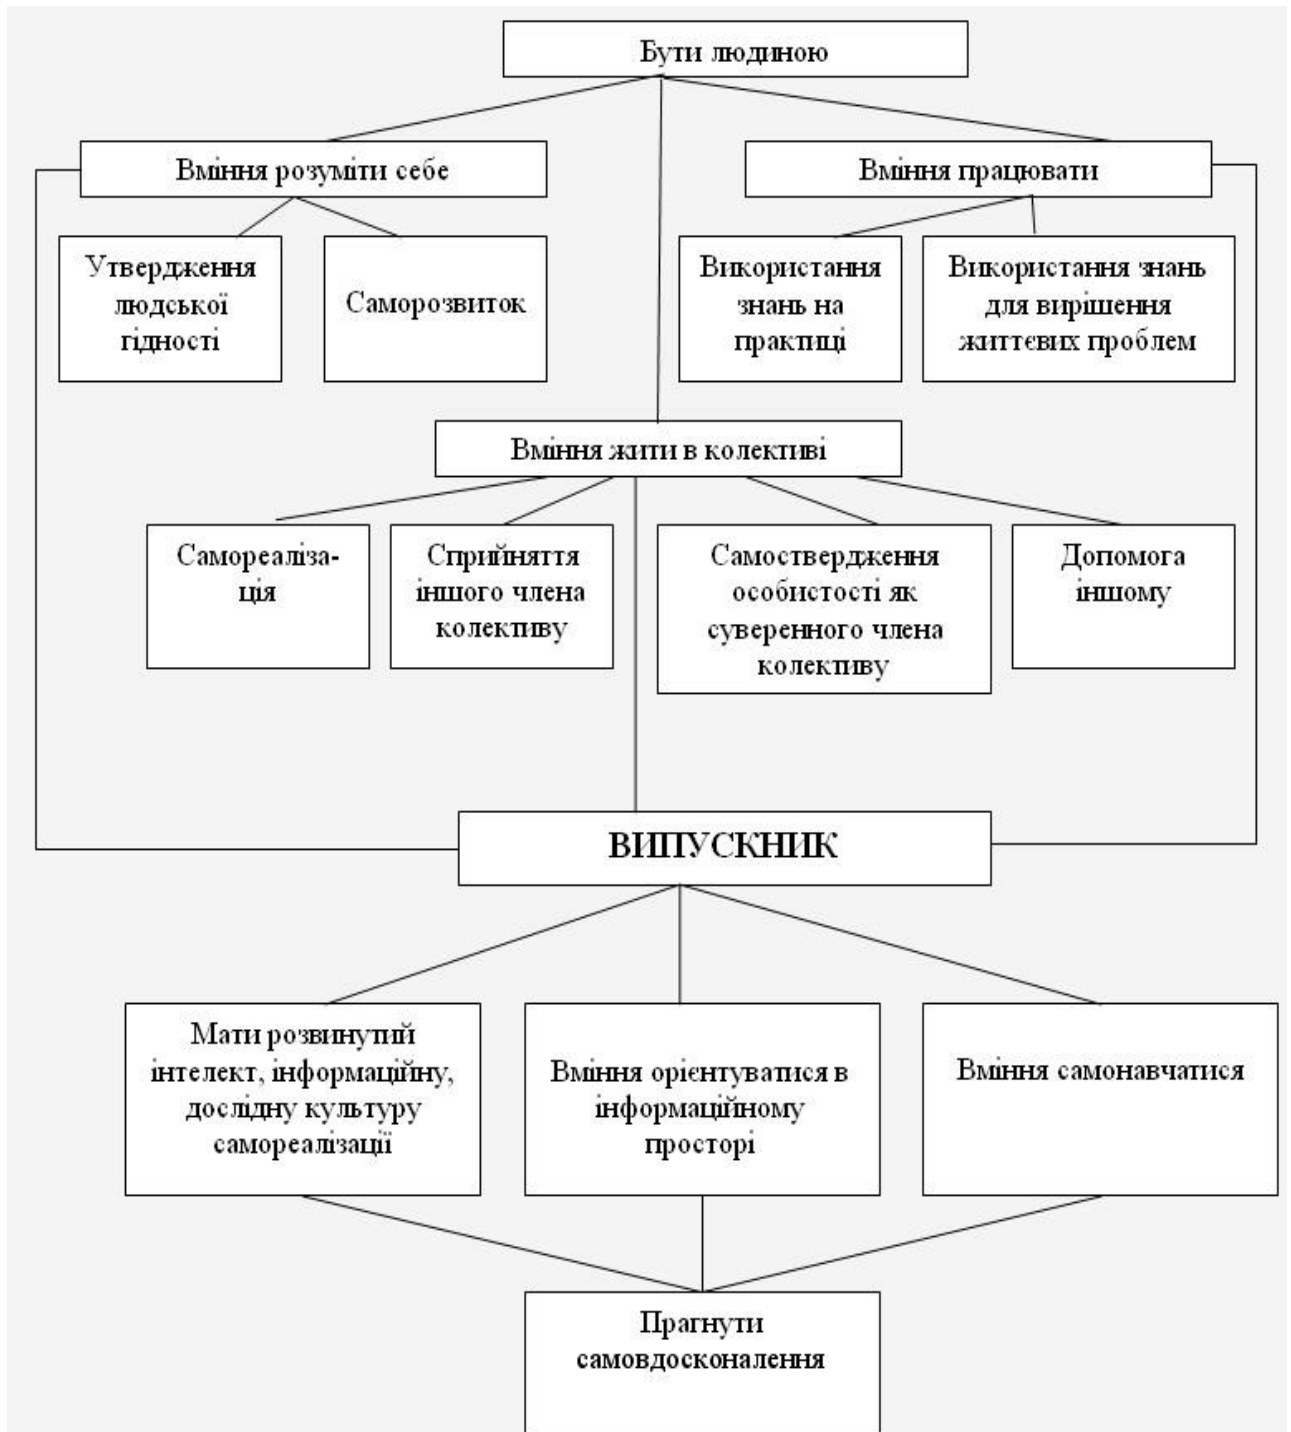 Бути людиною
Вміння розуміти себе
Вміння працювати
Утвердження
людської
гідності
Саморозвиток
Використання
знань на
практиці
Використання знань
для вирішення
життєвих проблем
Вміння жити в колективі
Самореаліза-
ція
Сприйняття
іншого члена
колективу
Самоствердження
особистості як
суверенного члена
колективу
Допомога
іншому
ВИПУСКНИК
Мати розвинутий
інтелект, інформаційну,
дослідну культуру
самореалізації
Вміння орієнтуватися в
інформаційному
просторі
Вміння самонавчатися
Прагнути
самовдосконалення